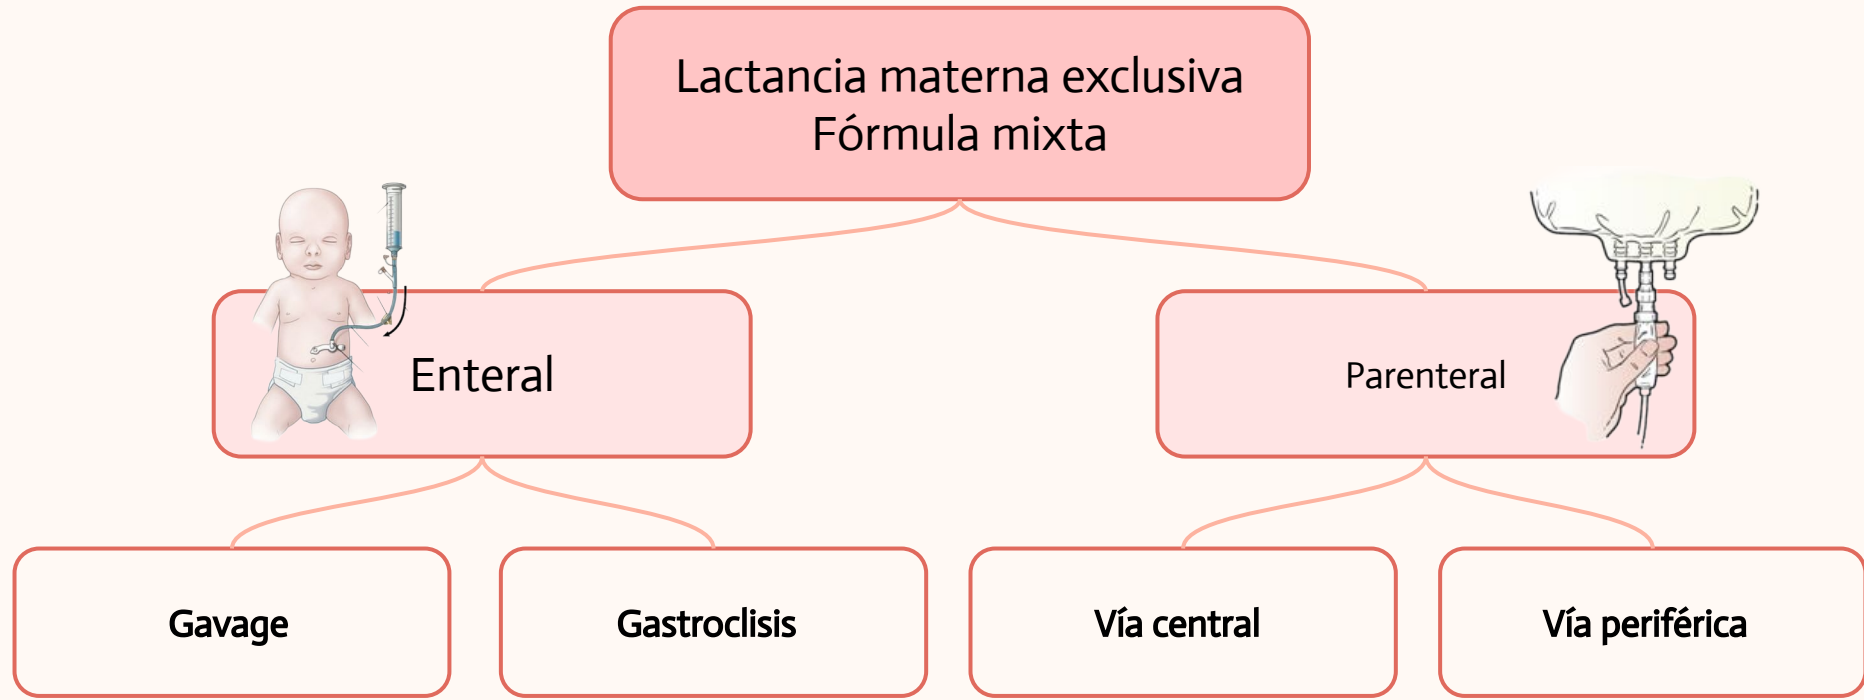 Lactancia materna exclusiva
Fórmula mixta
Enteral
Parenteral
Gavage
Gastroclisis
Vía central
Vía periférica